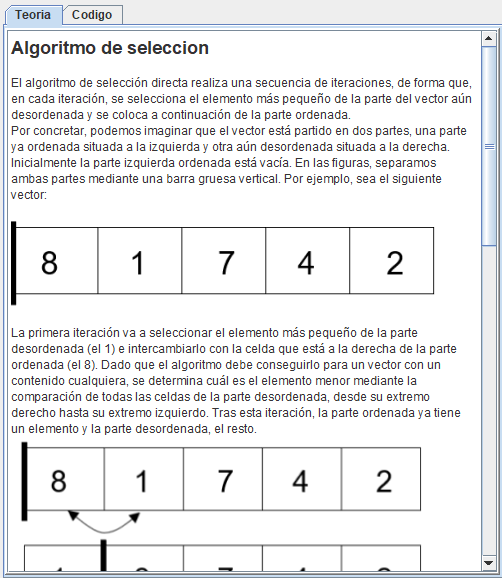 Teoria Codigo
Algoritmo de seleccion
El algoritmo de selección directa realiza una secuencia de iteraciones, de forma que,
en cada iteración, se selecciona el elemento más pequeño de la parte del vector aún
desordenada y se coloca a continuación de la parte ordenada.
Por concretar, podemos imaginar que el vector está partido en dos partes, una parte
ya ordenada situada a la izquierda y otra aún desordenada situada a la derecha.
Inicialmente la parte izquierda ordenada está vacía. En las figuras, separamos
ambas partes mediante una barra gruesa vertical. Por ejemplo, sea el siguiente
vector:
8 1 7 4 2
La primera iteración va a seleccionar el elemento más pequeño de la parte
desordenada (el 1) e intercambiarlo con la celda que está a la derecha de la parte
ordenada (el 8). Dado que el algoritmo debe conseguirlo para un vector con un
contenido cualquiera, se determina cuál es el elemento menor mediante la
comparación de todas las celdas de la parte desordenada, desde su extremo
derecho hasta su extremo izquierdo. Tras esta iteración, la parte ordenada ya tiene
un elemento y la parte desordenada, el resto.
8 1 7 4 2